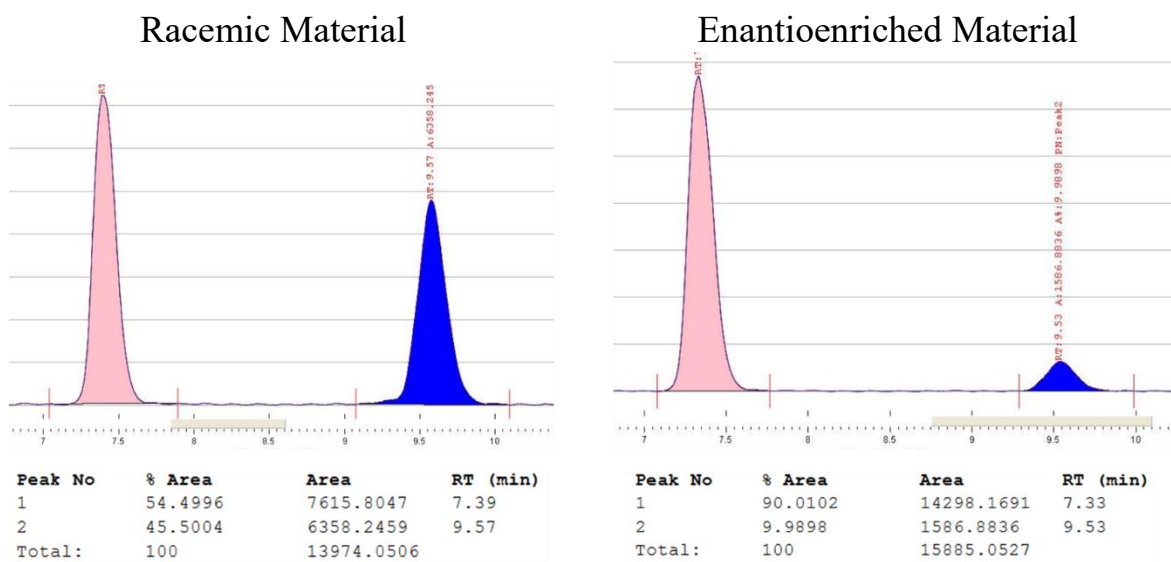 Racemic Material
RT:9.57 A:6358.245
7 7.5 8 8.5 9 9.5 10
Peak No % Area Area RT (min)
1 54.4996 7615.8047 7.39
2 45.5004 6358.2459 9.57
Total: 100 13974.0506
Enantioenriched Material
RT:9.53 A:1586.8836 A%:9.9898 PN:Peak2
7 7.5 8 8.5 9 9.5 10
Peak No % Area Area RT (min)
1 90.0102 14298.1691 7.33
2 9.9898 1586.8836 9.53
Total: 100 15885.0527